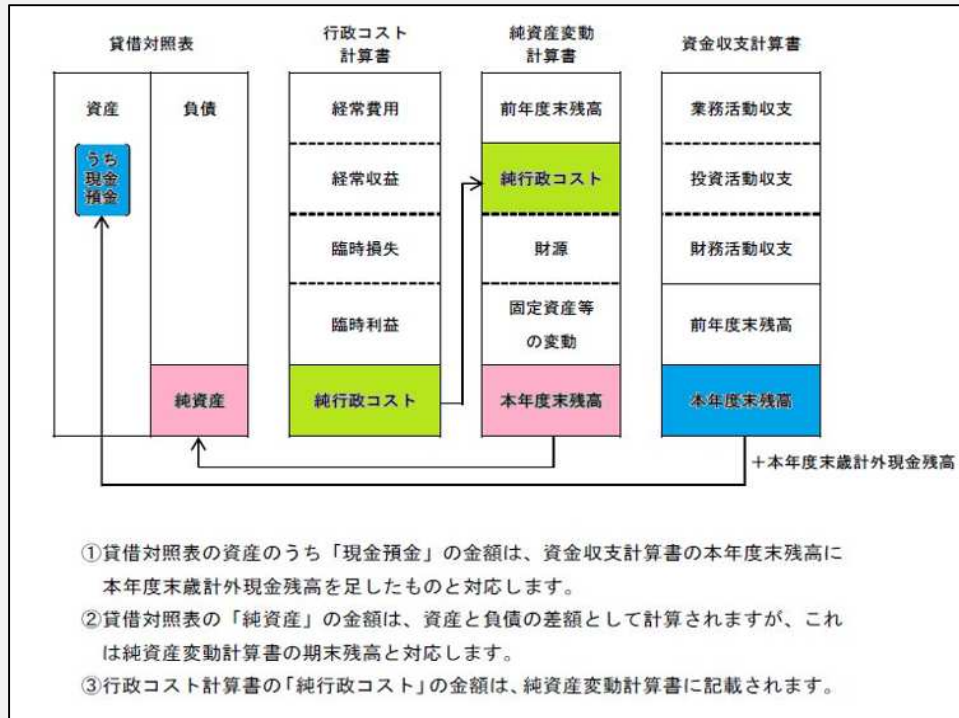 貸借対照表
行政コスト
計算書
純資産変動
計算書
資金収支計算書
資産
負債
うち
現金
預金
純資産
経常費用
経常収益
臨時損失
臨時利益
純行政コスト
前年度末残高
純行政コスト
財源
固定資産等
の変動
本年度末残高
業務活動収支
投資活動収支
財務活動収支
前年度末残高
本年度末残高
+本年度末歳計外現金残高
①貸借対照表の資産のうち「現金預金」の金額は、資金収支計算書の本年度末残高に
本年度末歳計外現金残高を足したものと対応します。
②貸借対照表の「純資産」の金額は、資産と負債の差額として計算されますが、これ
は純資産変動計算書の期末残高と対応します。
③行政コスト計算書の「純行政コスト」の金額は、純資産変動計算書に記載されます。